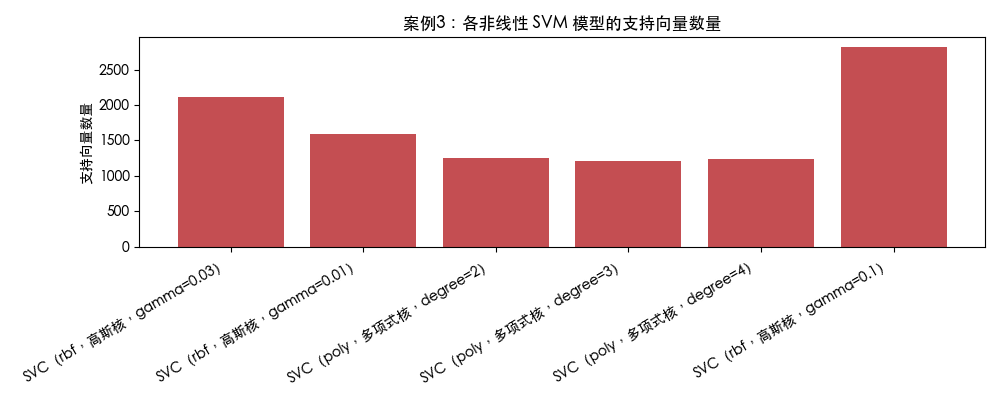 案例3：各非线性 SVM 模型的支持向量数量
支持向量数量
2500
2000
1500
1000
500
0
SVC（rbf，高斯核，gamma=0.03）
SVC（rbf，高斯核，gamma=0.01）
SVC（poly，多项式核，degree=2）
SVC（poly，多项式核，degree=3）
SVC（poly，多项式核，degree=4）
SVC（rbf，高斯核，gamma=0.1）